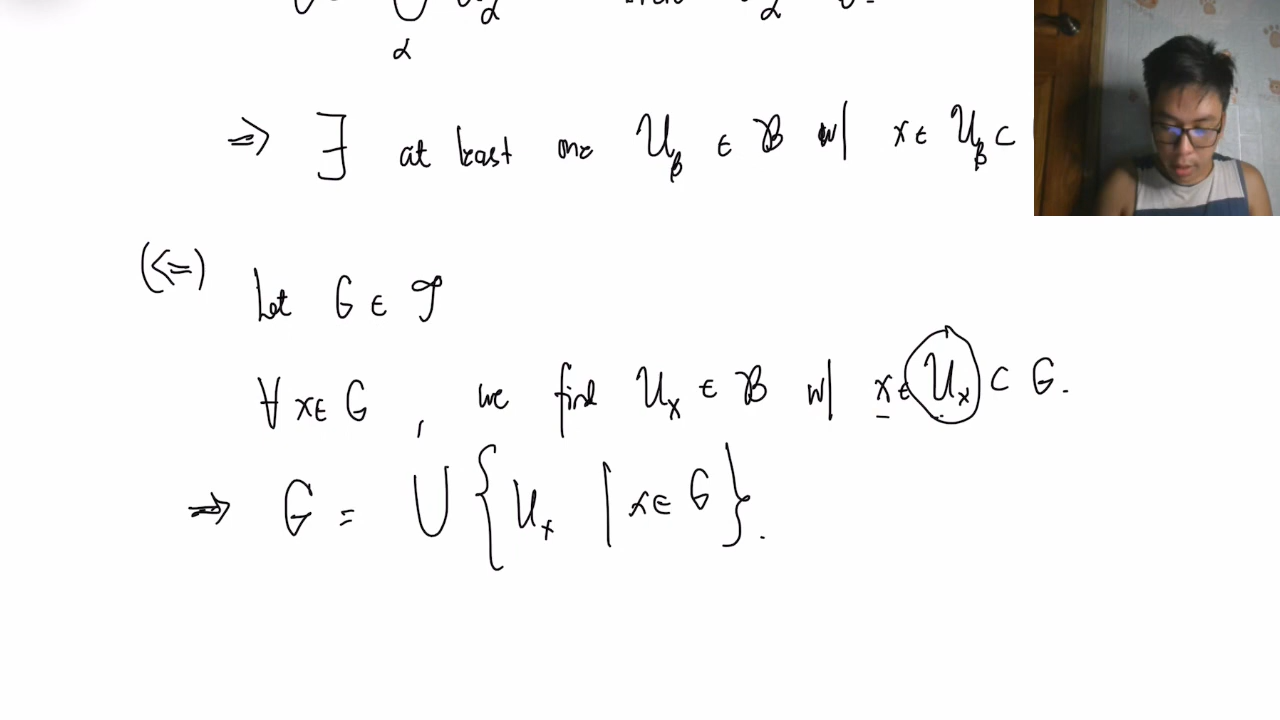 α
⇒ ∃ at least one U_β ∈ ℬ w/ x ∈ U_β ⊂
(⇐)
Let G ∈ 𝒯
∀ x ∈ G , we find U_x ∈ ℬ w/ x ∈ U_x ⊂ G.
⇒ G = ∪ { U_x | x ∈ G }.